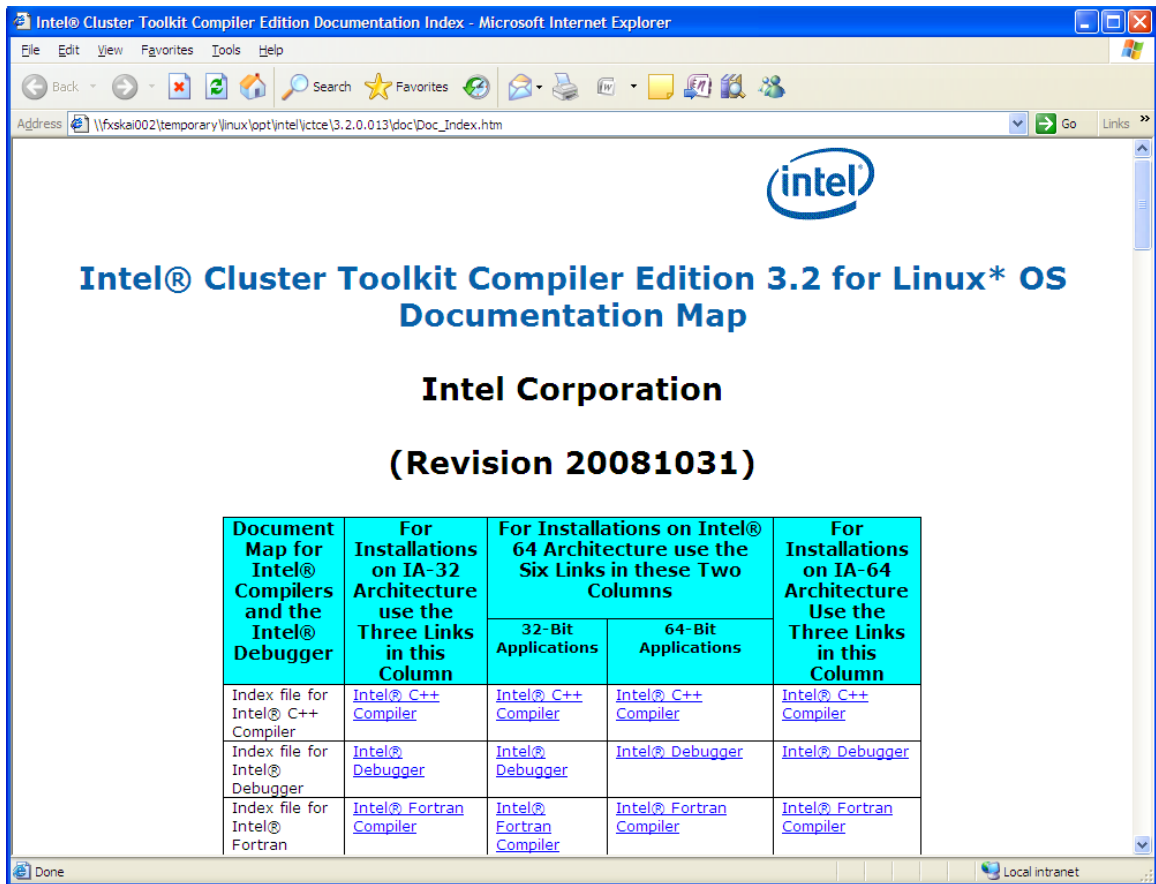 Intel® Cluster Toolkit Compiler Edition Documentation Index - Microsoft Internet Explorer
File Edit View Favorites Tools Help
Back Search Favorites
Address \\fxskai002\temporary\linux\opt\intel\ictce\3.2.0.013\doc\Doc_Index.htm Go Links »
intel
Intel® Cluster Toolkit Compiler Edition 3.2 for Linux* OS
Documentation Map
Intel Corporation
(Revision 20081031)
Document
Map for
Intel®
Compilers
and the
Intel®
Debugger
For
Installations
on IA-32
Architecture
use the
Three Links
in this
Column
For Installations on Intel®
64 Architecture use the
Six Links in these Two
Columns
32-Bit
Applications
64-Bit
Applications
For
Installations
on IA-64
Architecture
Use the
Three Links
in this
Column
Index file for
Intel® C++
Compiler
Intel® C++
Compiler
Intel® C++
Compiler
Intel® C++
Compiler
Intel® C++
Compiler
Index file for
Intel®
Debugger
Intel®
Debugger
Intel®
Debugger
Intel® Debugger
Intel® Debugger
Index file for
Intel®
Fortran
Intel® Fortran
Compiler
Intel®
Fortran
Compiler
Intel® Fortran
Compiler
Intel® Fortran
Compiler
Done Local intranet